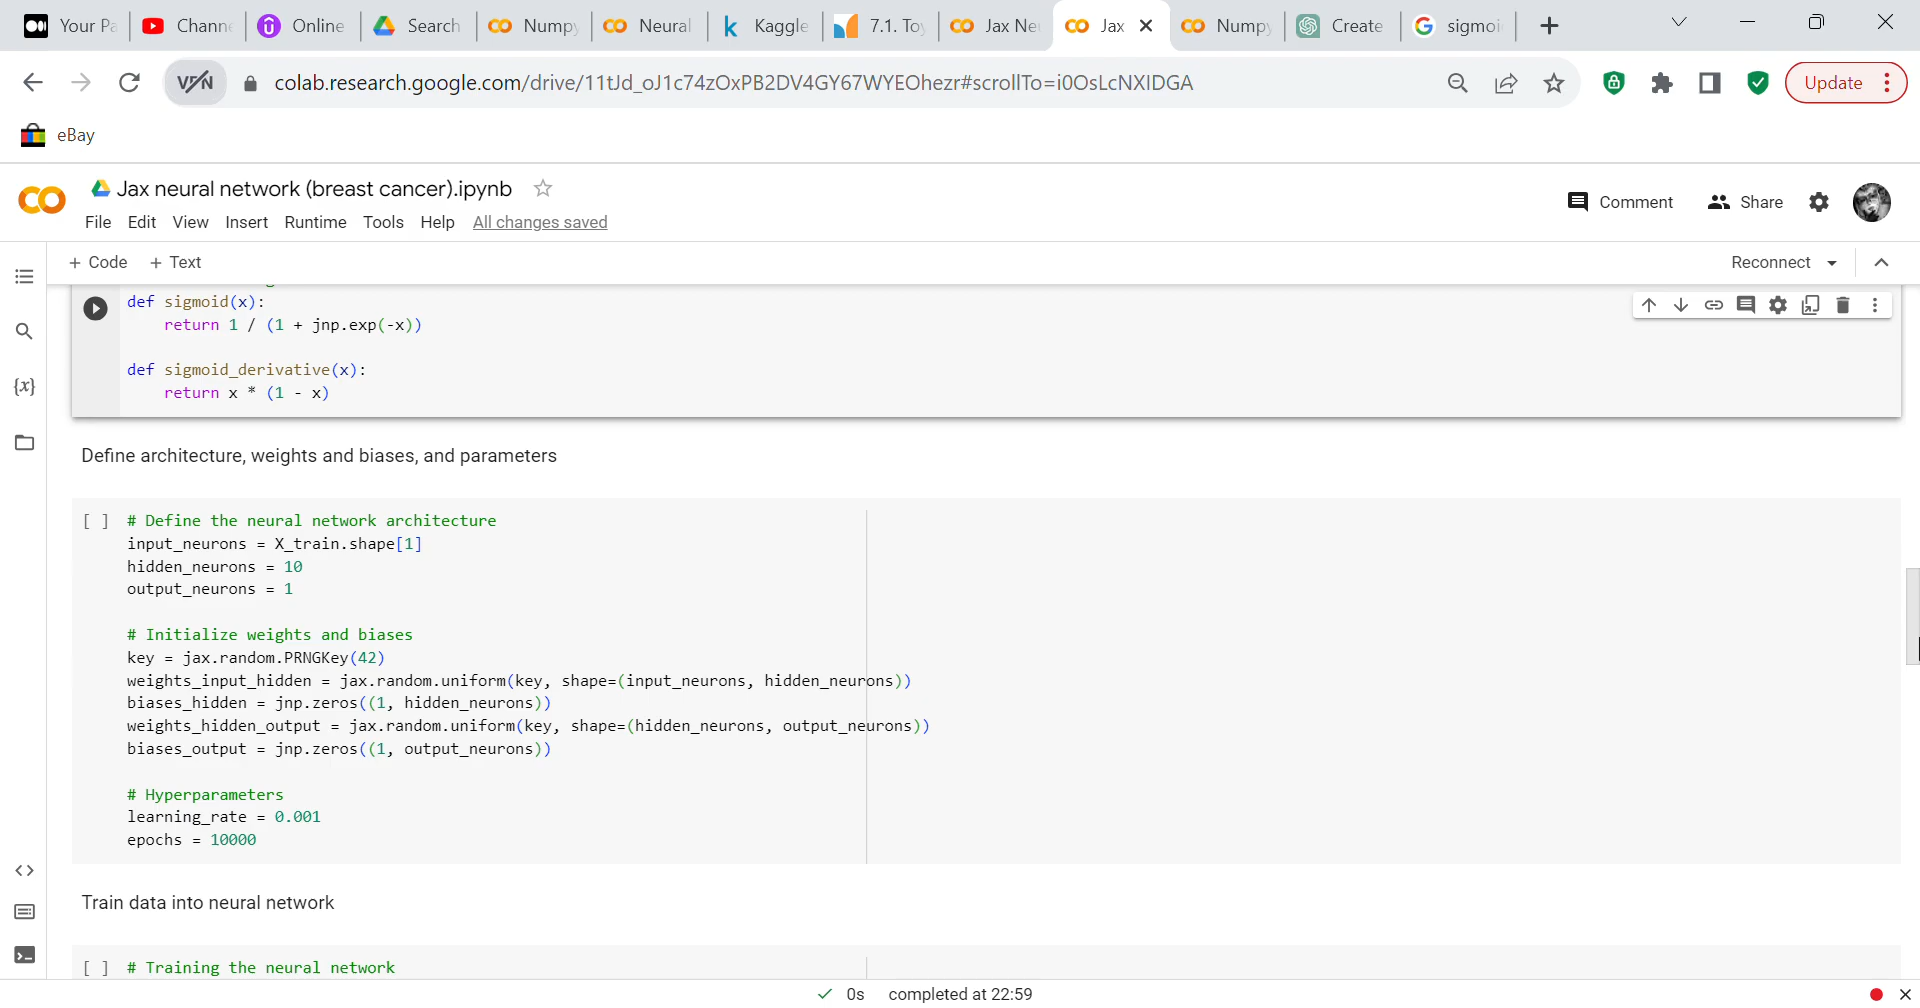 Your Pa
Chann
Online
Search
Numpy
Neural
Kaggle
7.1. To
Jax Ne
Jax
Numpy
Create
sigmoi
VPN
colab.research.google.com/drive/11tJd_oJ1c74zOxPB2DV4GY67WYEOhezr#scrollTo=i0OsLcNXIDGA
Update
eBay
Jax neural network (breast cancer).ipynb
Comment
Share
File Edit View Insert Runtime Tools Help All changes saved
+ Code + Text
Reconnect
def sigmoid(x):
return 1 / (1 + jnp.exp(-x))
def sigmoid_derivative(x):
return x * (1 - x)
{x}
Define architecture, weights and biases, and parameters
[ ] # Define the neural network architecture
input_neurons = X_train.shape[1]
hidden_neurons = 10
output_neurons = 1
# Initialize weights and biases
key = jax.random.PRNGKey(42)
weights_input_hidden = jax.random.uniform(key, shape=(input_neurons, hidden_neurons))
biases_hidden = jnp.zeros((1, hidden_neurons))
weights_hidden_output = jax.random.uniform(key, shape=(hidden_neurons, output_neurons))
biases_output = jnp.zeros((1, output_neurons))
# Hyperparameters
learning_rate = 0.001
epochs = 10000
Train data into neural network
[ ] # Training the neural network
0s completed at 22:59